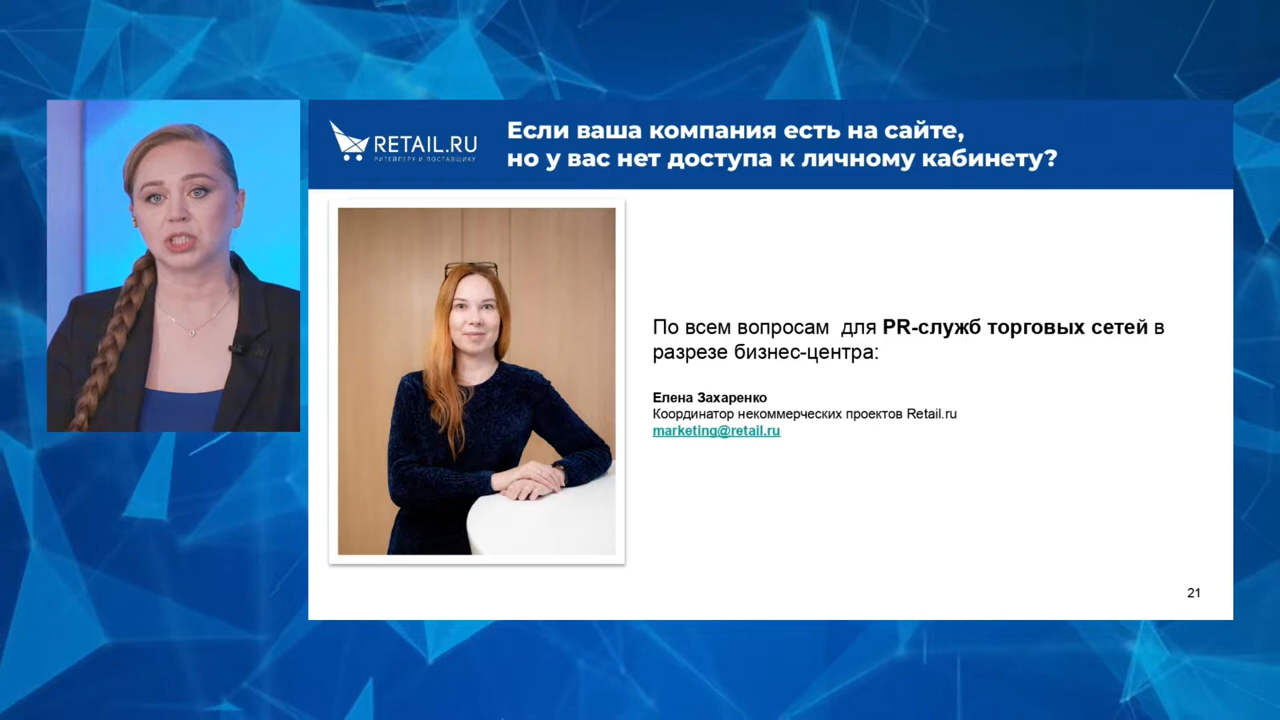 RETAIL.RU
РИТЕЙЛЕРУ И ПОСТАВЩИКУ
Если ваша компания есть на сайте,
но у вас нет доступа к личному кабинету?
По всем вопросам  для PR-служб торговых сетей в
разрезе бизнес-центра:
Елена Захаренко
Координатор некоммерческих проектов Retail.ru
marketing@retail.ru
21